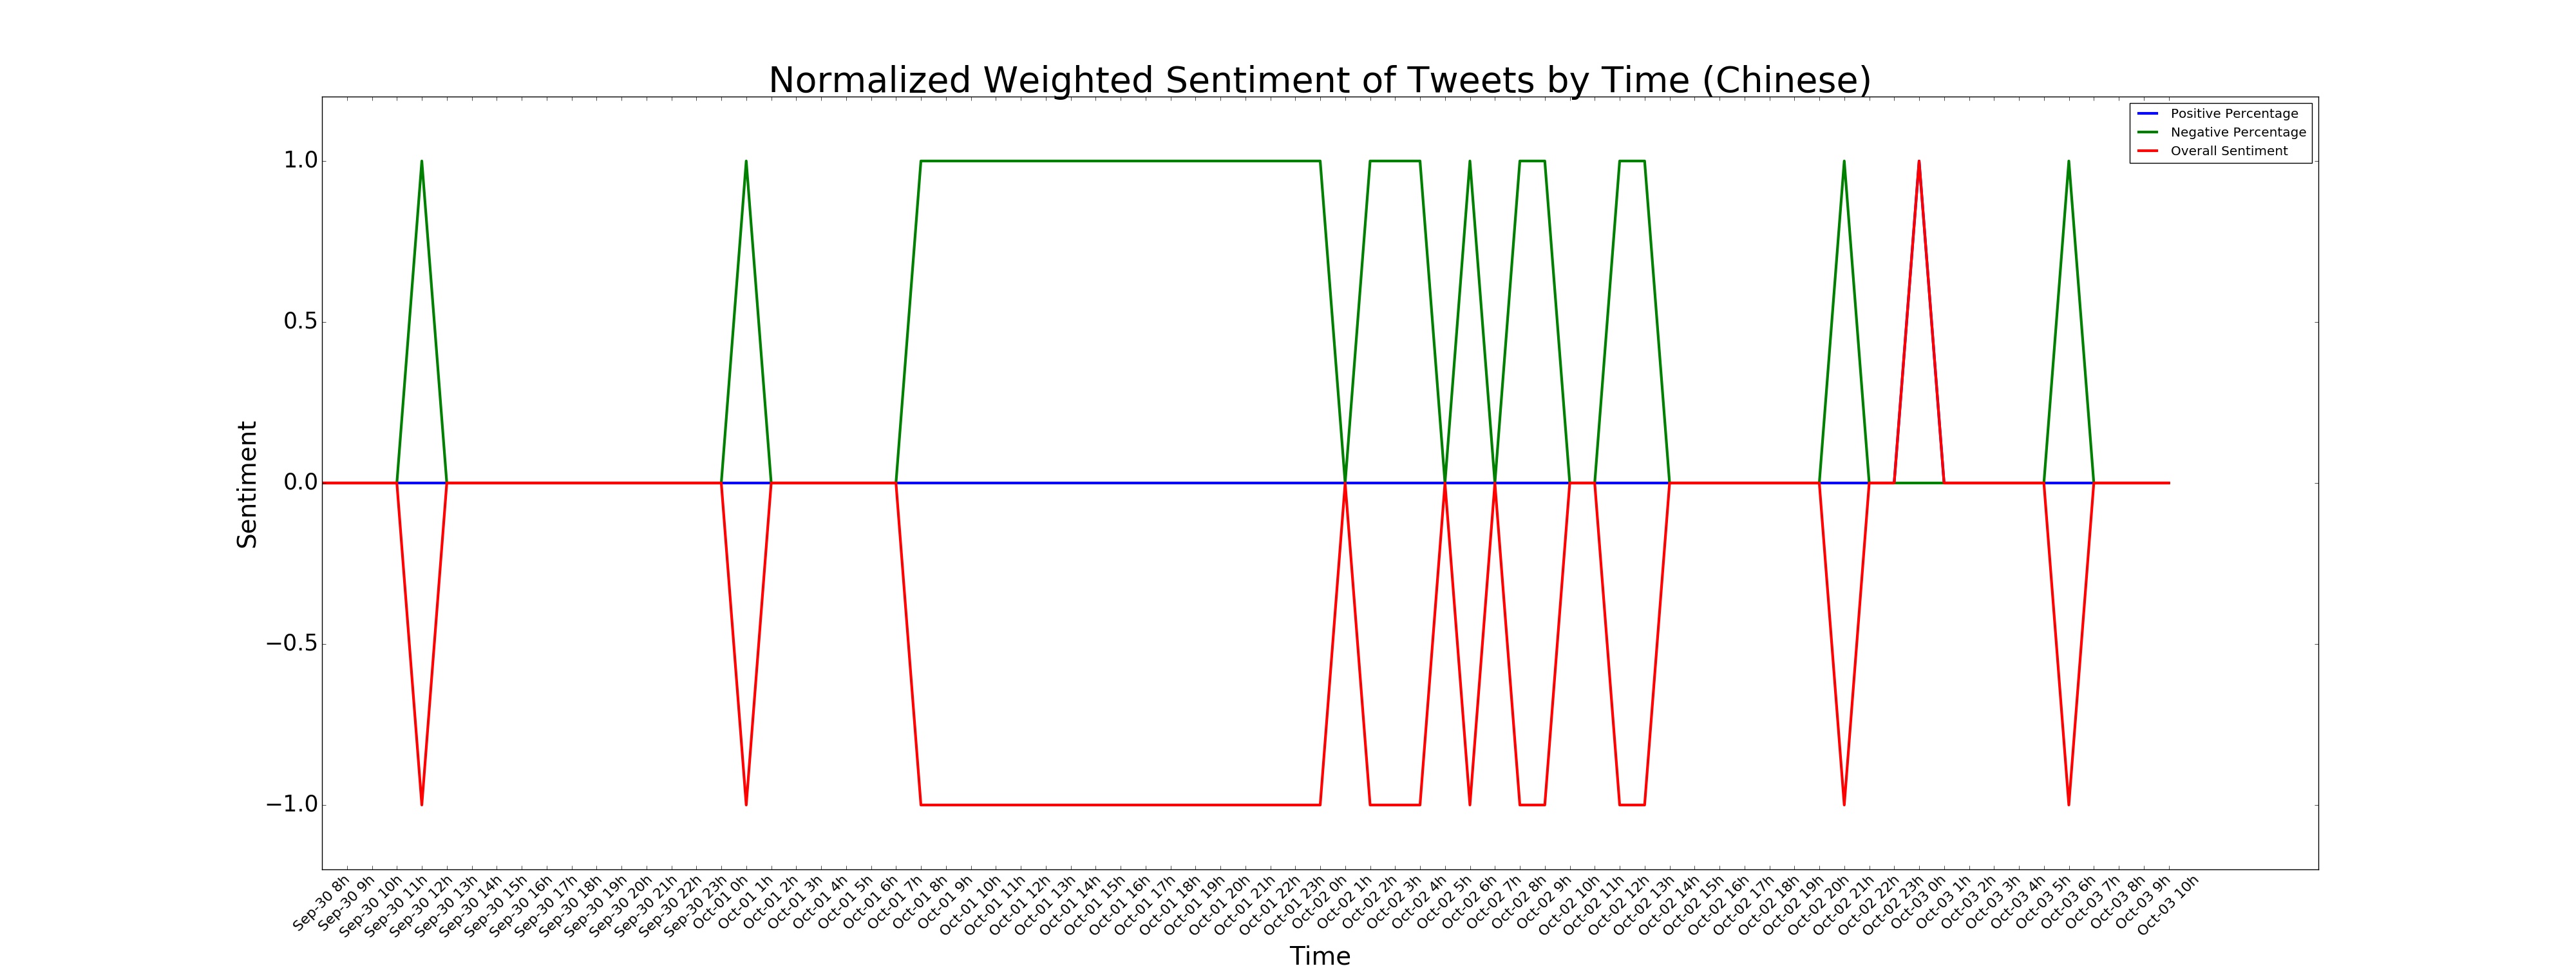 Normalized Weighted Sentiment of Tweets by Time (Chinese)
Positive Percentage
Negative Percentage
Overall Sentiment
1.0
0.5
0.0
−0.5
−1.0
Sentiment
Sep-30 8h
Sep-30 9h
Sep-30 10h
Sep-30 11h
Sep-30 12h
Sep-30 13h
Sep-30 14h
Sep-30 15h
Sep-30 16h
Sep-30 17h
Sep-30 18h
Sep-30 19h
Sep-30 20h
Sep-30 21h
Sep-30 22h
Sep-30 23h
Oct-01 0h
Oct-01 1h
Oct-01 2h
Oct-01 3h
Oct-01 4h
Oct-01 5h
Oct-01 6h
Oct-01 7h
Oct-01 8h
Oct-01 9h
Oct-01 10h
Oct-01 11h
Oct-01 12h
Oct-01 13h
Oct-01 14h
Oct-01 15h
Oct-01 16h
Oct-01 17h
Oct-01 18h
Oct-01 19h
Oct-01 20h
Oct-01 21h
Oct-01 22h
Oct-01 23h
Oct-02 0h
Oct-02 1h
Oct-02 2h
Oct-02 3h
Oct-02 4h
Oct-02 5h
Oct-02 6h
Oct-02 7h
Oct-02 8h
Oct-02 9h
Oct-02 10h
Oct-02 11h
Oct-02 12h
Oct-02 13h
Oct-02 14h
Oct-02 15h
Oct-02 16h
Oct-02 17h
Oct-02 18h
Oct-02 19h
Oct-02 20h
Oct-02 21h
Oct-02 22h
Oct-02 23h
Oct-03 0h
Oct-03 1h
Oct-03 2h
Oct-03 3h
Oct-03 4h
Oct-03 5h
Oct-03 6h
Oct-03 7h
Oct-03 8h
Oct-03 9h
Oct-03 10h
Time